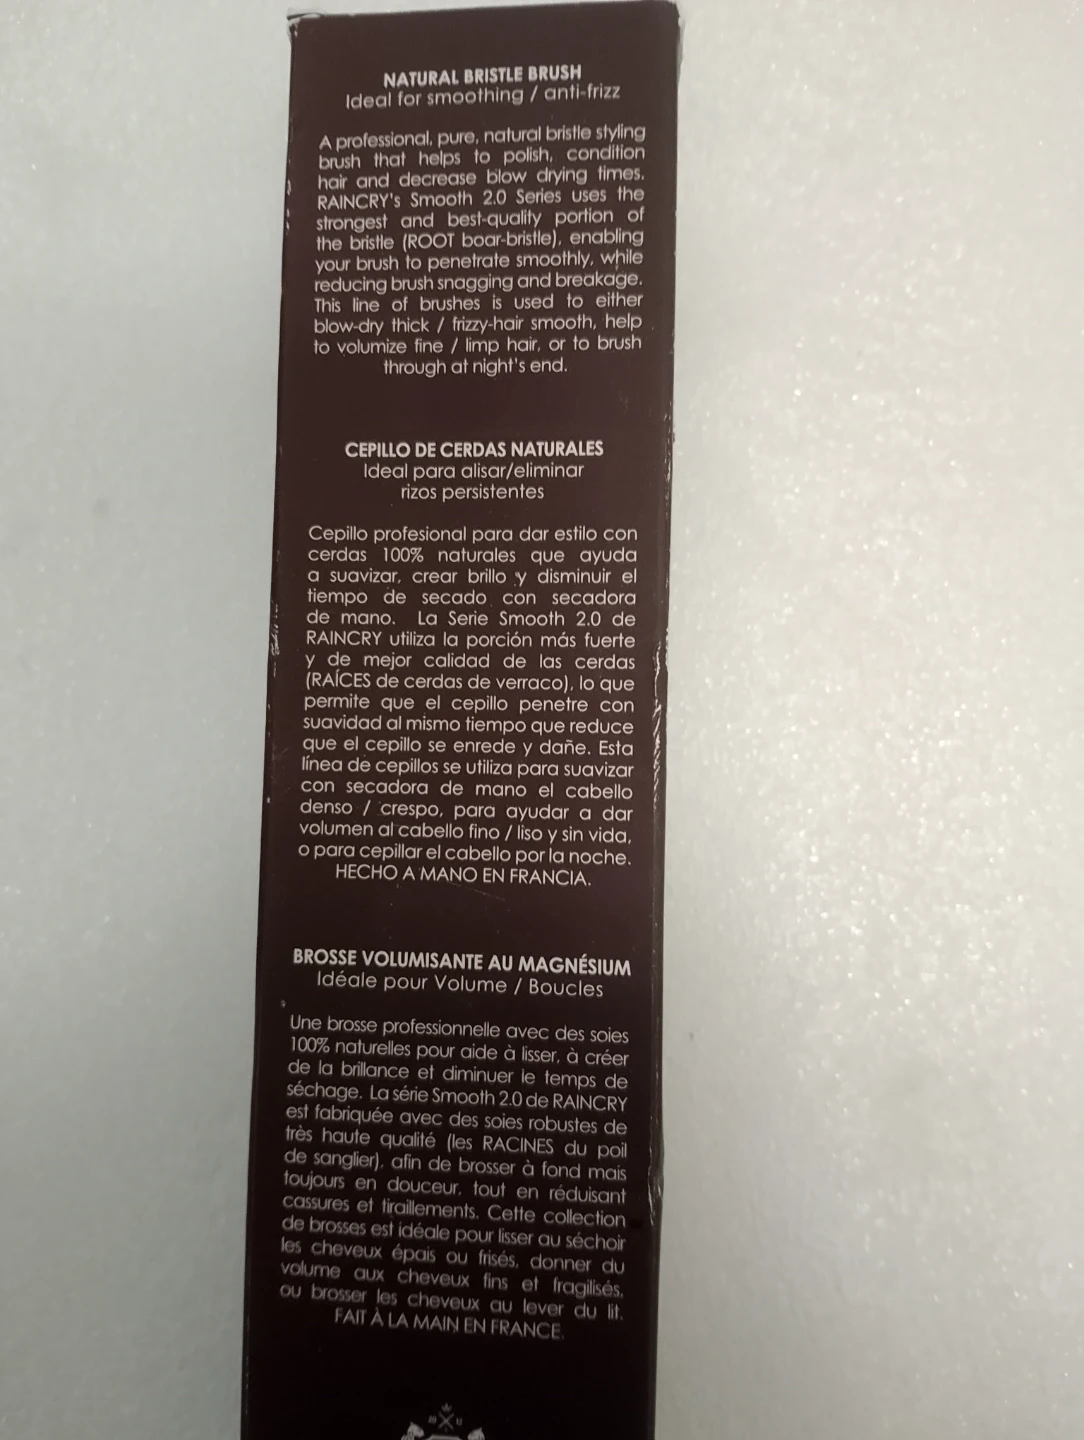 NATURAL BRISTLE BRUSH
Ideal for smoothing / anti-frizz
A professional, pure, natural bristle styling
brush that helps to polish, condition
hair and decrease blow drying times.
RAINCRY's Smooth 2.0 Series uses the
strongest and best-quality portion of
the bristle (ROOT boar-bristle), enabling
your brush to penetrate smoothly, while
reducing brush snagging and breakage.
This line of brushes is used to either
blow-dry thick / frizzy-hair smooth, help
to volumize fine / limp hair, or to brush
through at night's end.
CEPILLO DE CERDAS NATURALES
Ideal para alisar/eliminar
rizos persistentes
Cepillo profesional para dar estilo con
cerdas 100% naturales que ayuda
a suavizar, crear brillo y disminuir el
tiempo de secado con secadora
de mano. La Serie Smooth 2.0 de
RAINCRY utiliza la porción más fuerte
y de mejor calidad de las cerdas
(RAÍCES de cerdas de verraco), lo que
permite que el cepillo penetre con
suavidad al mismo tiempo que reduce
que el cepillo se enrede y dañe. Esta
línea de cepillos se utiliza para suavizar
con secadora de mano el cabello
denso / crespo, para ayudar a dar
volumen al cabello fino / liso y sin vida,
o para cepillar el cabello por la noche.
HECHO A MANO EN FRANCIA.
BROSSE VOLUMISANTE AU MAGNÉSIUM
Idéale pour Volume / Boucles
Une brosse professionnelle avec des soies
100% naturelles pour aide à lisser, à créer
de la brillance et diminuer le temps de
séchage. La série Smooth 2.0 de RAINCRY
est fabriquée avec des soies robustes de
très haute qualité (les RACINES du poil
de sanglier), afin de brosser à fond mais
toujours en douceur, tout en réduisant
cassures et tiraillements. Cette collection
de brosses est idéale pour lisser au séchoir
les cheveux épais ou frisés, donner du
volume aux cheveux fins et fragilisés,
ou brosser les cheveux au lever du lit.
FAIT À LA MAIN EN FRANCE.